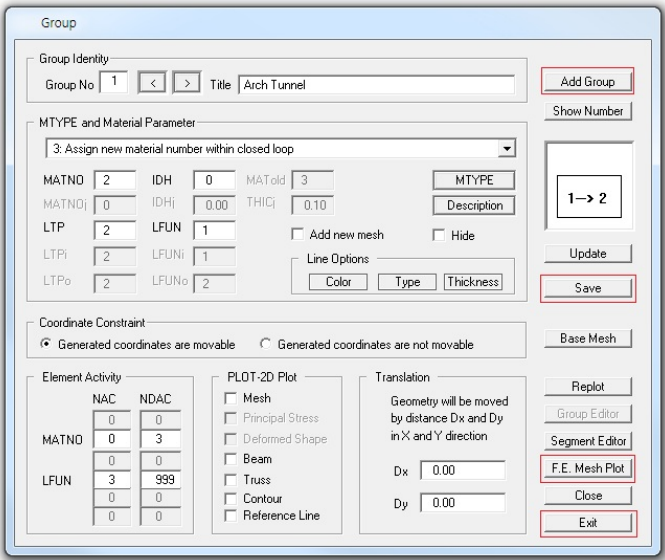 Group
Group Identity
Group No 1 < > Title Arch Tunnel
Add Group
Show Number
MTYPE and Material Parameter
3: Assign new material number within closed loop
MATNO 2 IDH 0 MATold 3 MTYPE
MATNOj 0 IDHj 0.00 THICj 0.10 Description
LTP 2 LFUN 1 Add new mesh Hide
LTPi 2 LFUNi 1 Line Options
LTPo 2 LFUNo 2 Color Type Thickness
1–> 2
Update
Save
Coordinate Constraint
Generated coordinates are movable Generated coordinates are not movable
Base Mesh
Element Activity
NAC NDAC
0 0
MATNO 0 3
0 0
LFUN 3 999
0 0
0 0
PLOT-2D Plot
Mesh
Principal Stress
Deformed Shape
Beam
Truss
Contour
Reference Line
Translation
Geometry will be moved
by distance Dx and Dy
in X and Y direction
Dx 0.00
Dy 0.00
Replot
Group Editor
Segment Editor
F.E. Mesh Plot
Close
Exit